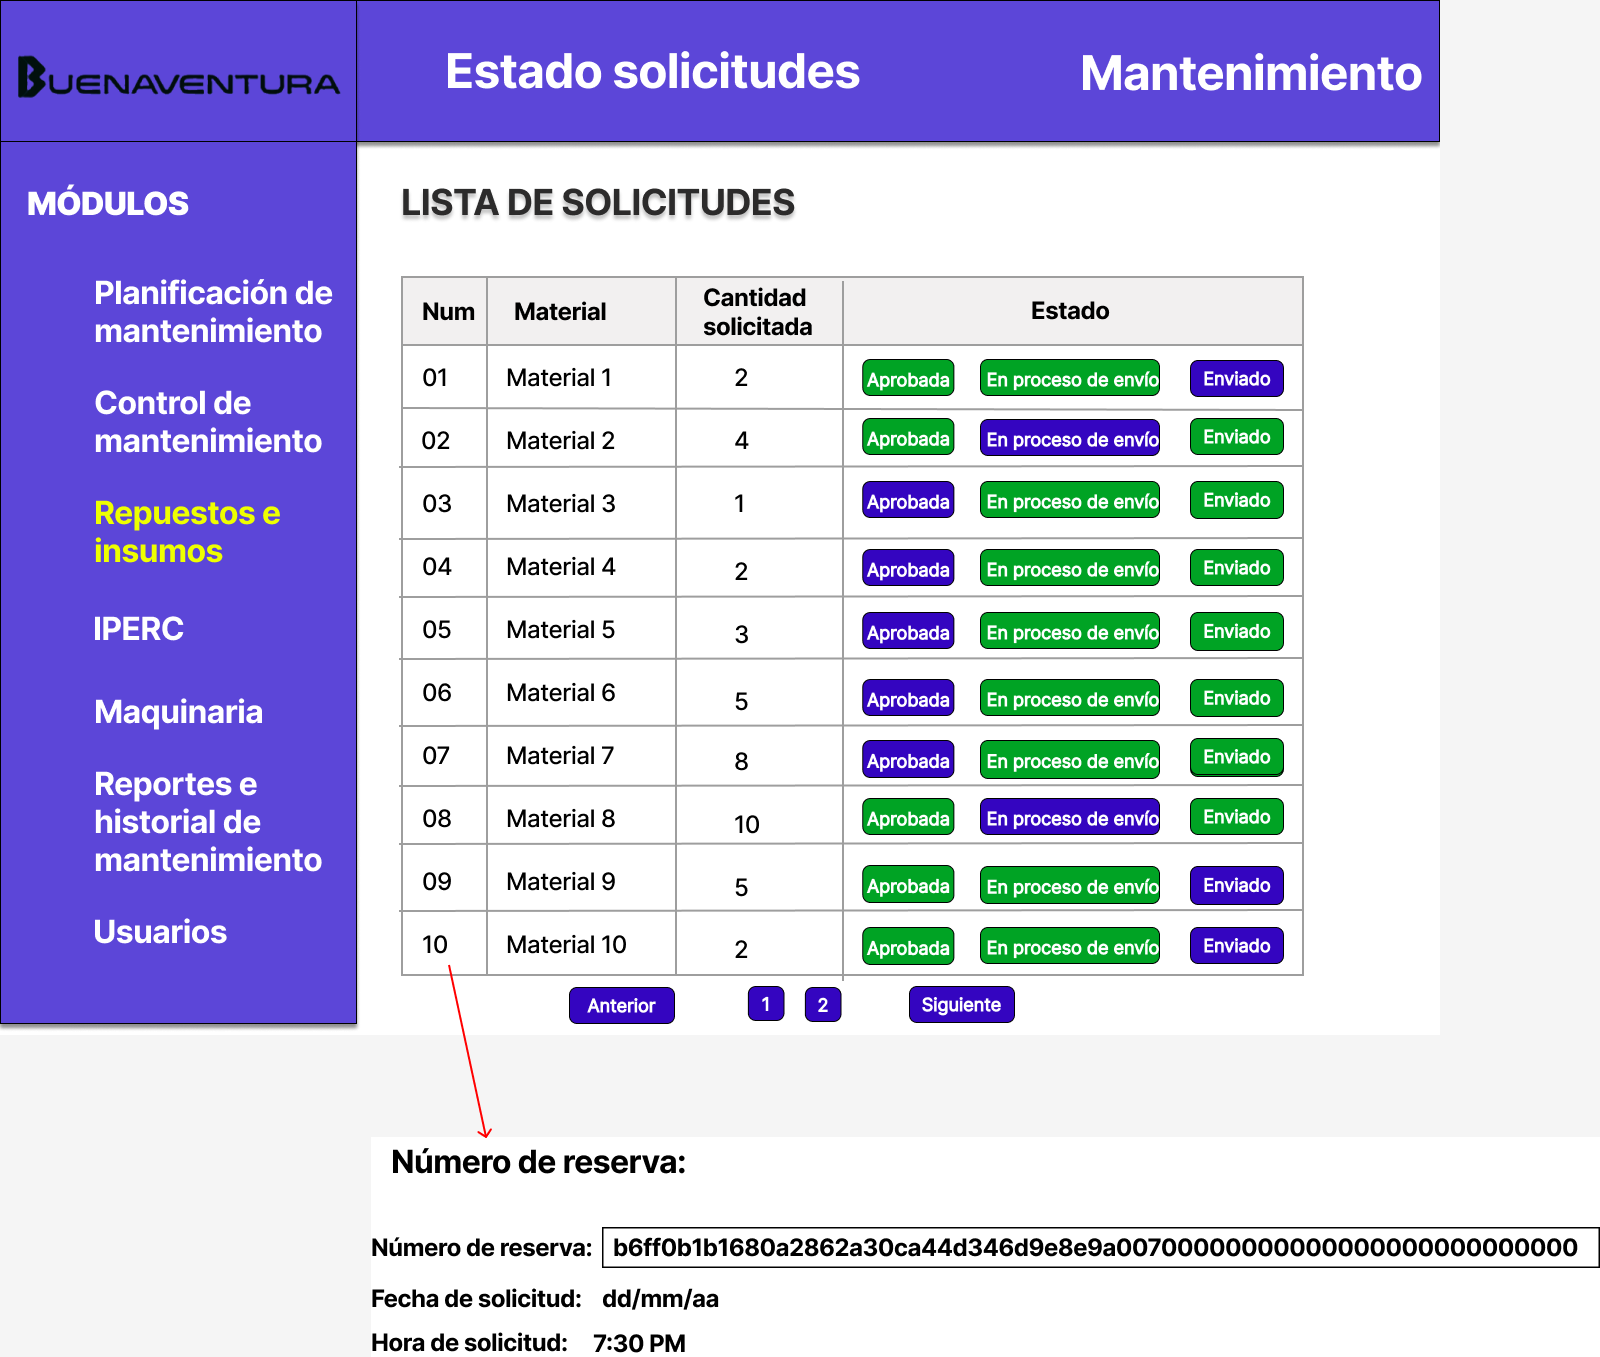 BUENAVENTURA
Estado solicitudes
Mantenimiento
MÓDULOS
Planificación de
mantenimiento
Control de
mantenimiento
Repuestos e
insumos
IPERC
Maquinaria
Reportes e
historial de
mantenimiento
Usuarios
LISTA DE SOLICITUDES
Num Material Cantidad solicitada Estado
01 Material 1 2 Aprobada En proceso de envío Enviado
02 Material 2 4 Aprobada En proceso de envío Enviado
03 Material 3 1 Aprobada En proceso de envío Enviado
04 Material 4 2 Aprobada En proceso de envío Enviado
05 Material 5 3 Aprobada En proceso de envío Enviado
06 Material 6 5 Aprobada En proceso de envío Enviado
07 Material 7 8 Aprobada En proceso de envío Enviado
08 Material 8 10 Aprobada En proceso de envío Enviado
09 Material 9 5 Aprobada En proceso de envío Enviado
10 Material 10 2 Aprobada En proceso de envío Enviado
Anterior 1 2 Siguiente
Número de reserva:
Número de reserva: b6ff0b1b1680a2862a30ca44d346d9e8e9a0070000000000000000000000000
Fecha de solicitud: dd/mm/aa
Hora de solicitud: 7:30 PM